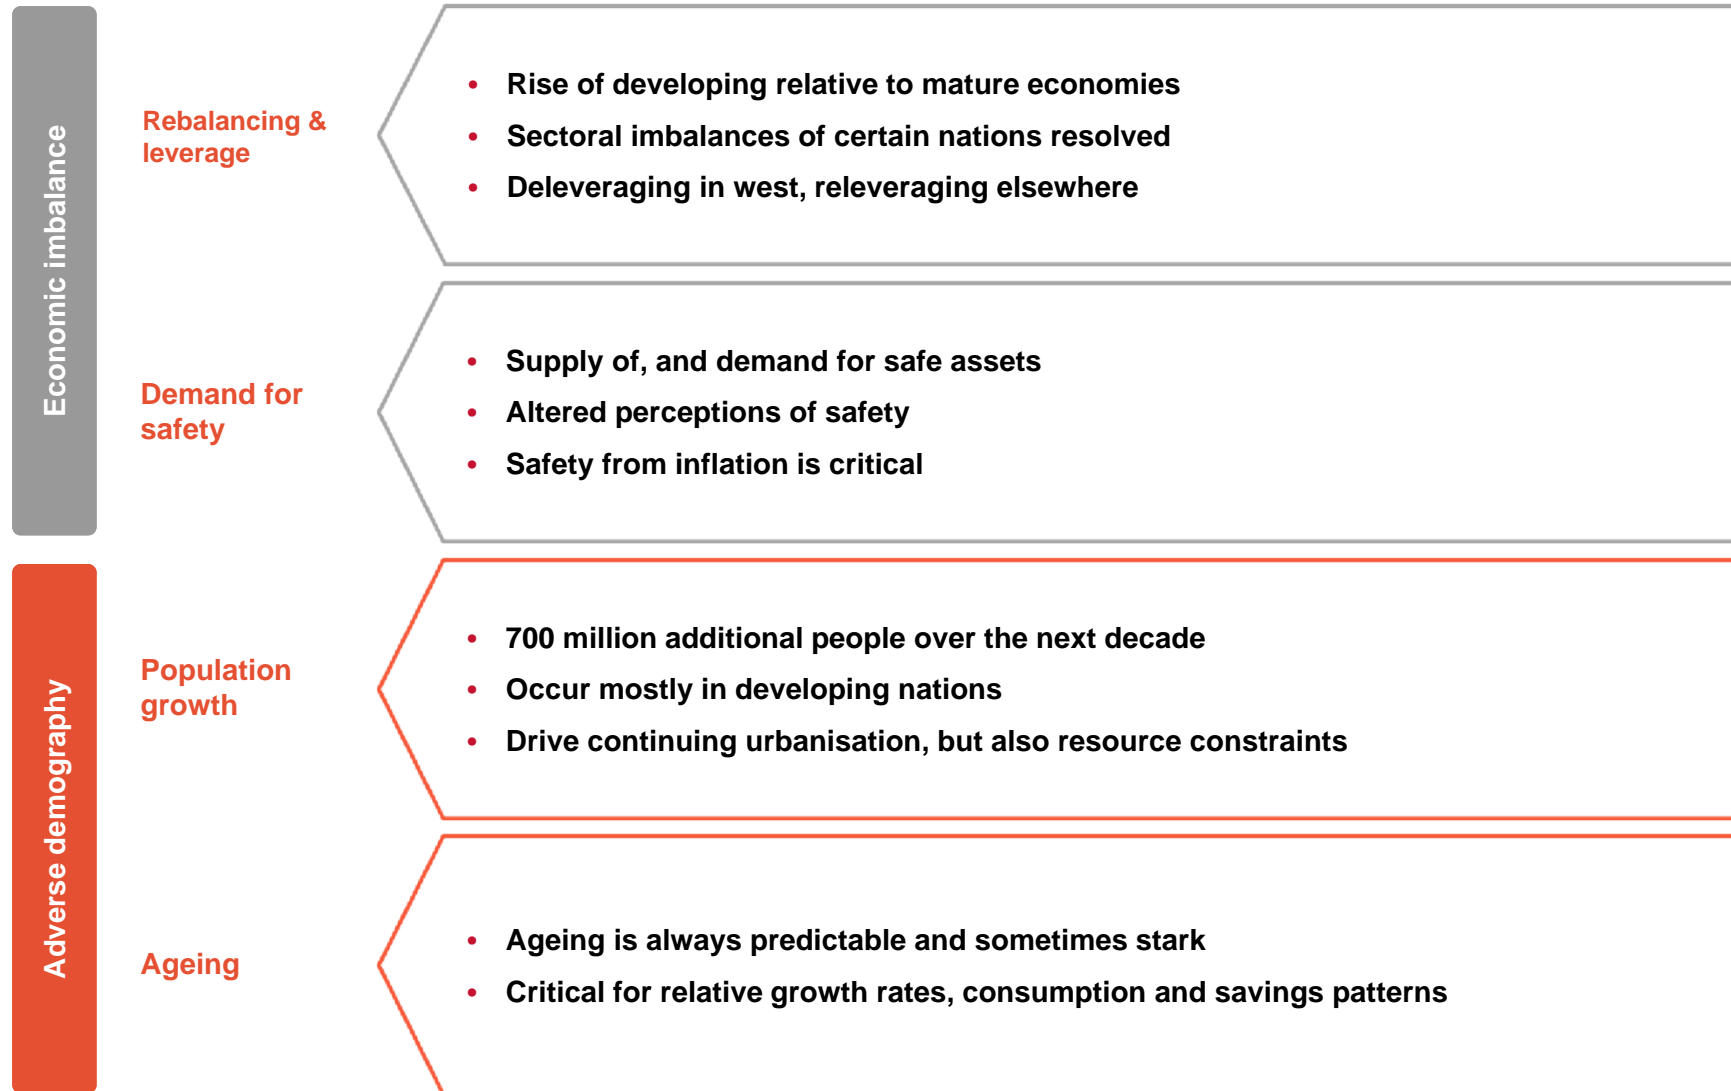 Economic imbalance
Rebalancing &
leverage
• Rise of developing relative to mature economies
• Sectoral imbalances of certain nations resolved
• Deleveraging in west, releveraging elsewhere
Demand for
safety
• Supply of, and demand for safe assets
• Altered perceptions of safety
• Safety from inflation is critical
Adverse demography
Population
growth
• 700 million additional people over the next decade
• Occur mostly in developing nations
• Drive continuing urbanisation, but also resource constraints
Ageing
• Ageing is always predictable and sometimes stark
• Critical for relative growth rates, consumption and savings patterns